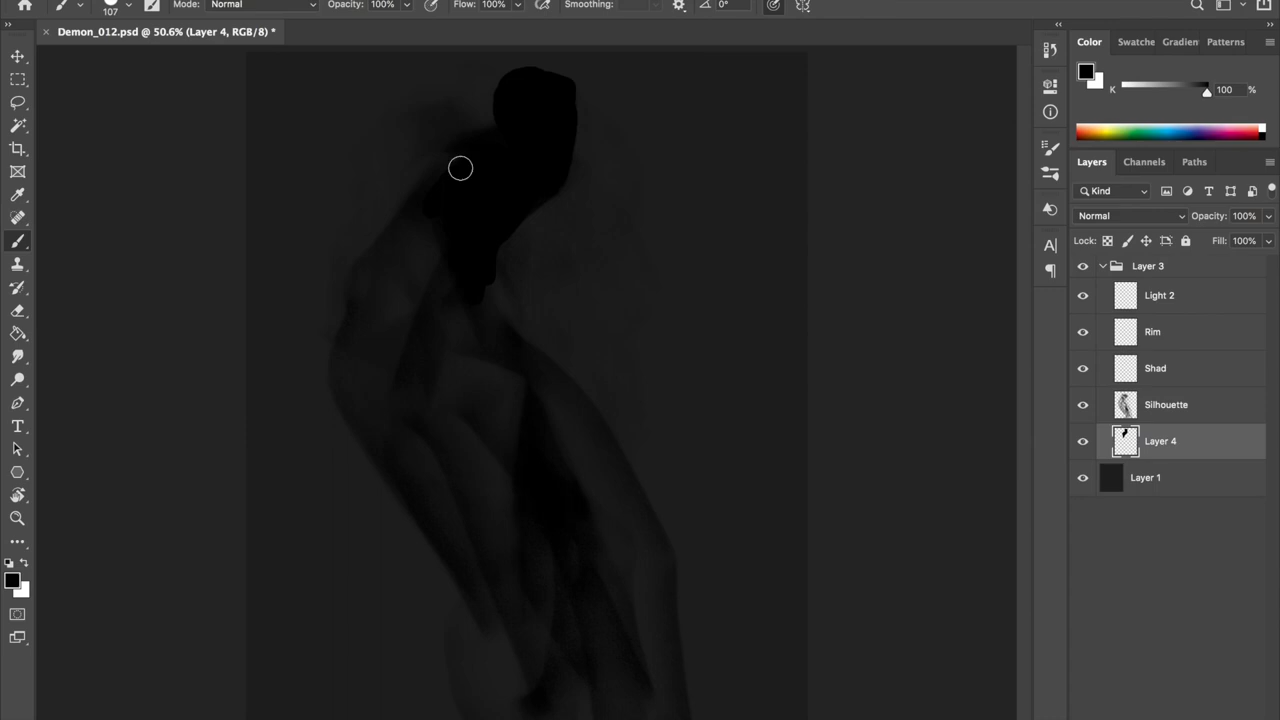 107 Mode: Normal Opacity: 100% Flow: 100% Smoothing: 0°
× Demon_012.psd @ 50.6% (Layer 4, RGB/8) *
Color Swatche Gradien Patterns
K 100 %
Layers Channels Paths
Kind
Normal Opacity: 100%
Lock: Fill: 100%
Layer 3
Light 2
Rim
Shad
Silhouette
Layer 4
Layer 1